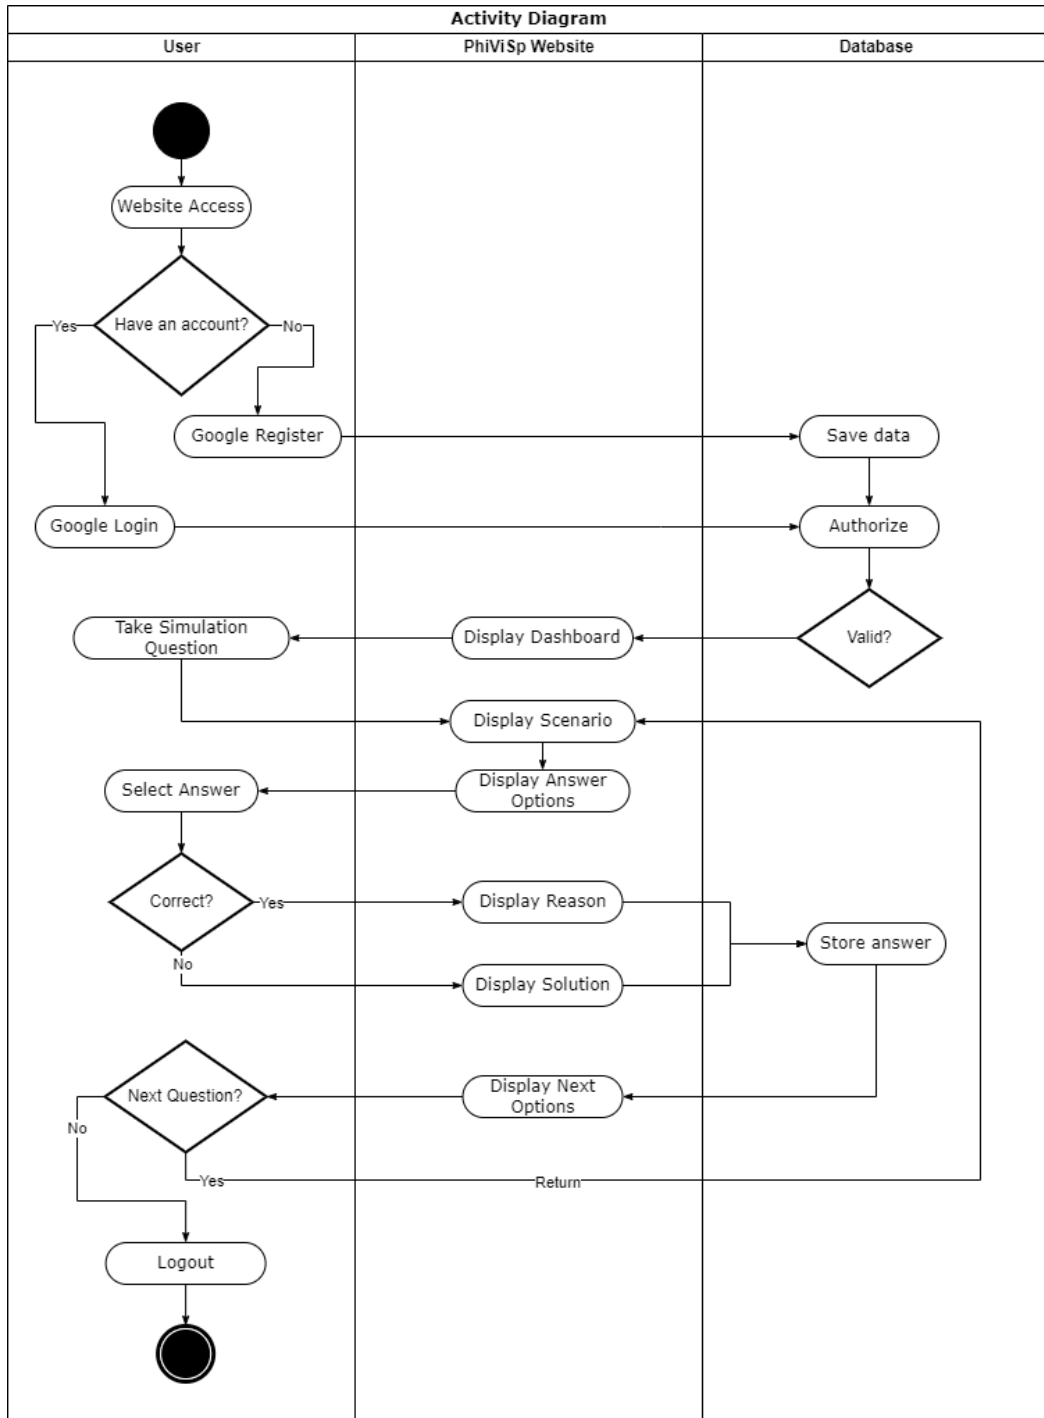 Activity Diagram
User
PhiViSp Website
Database
Website Access
Have an account?
Yes
No
Google Register
Save data
Google Login
Authorize
Take Simulation
Question
Display Dashboard
Valid?
Display Scenario
Select Answer
Display Answer
Options
Correct?
Yes
Display Reason
Store answer
No
Display Solution
Next Question?
Display Next
Options
No
Yes
Return
Logout